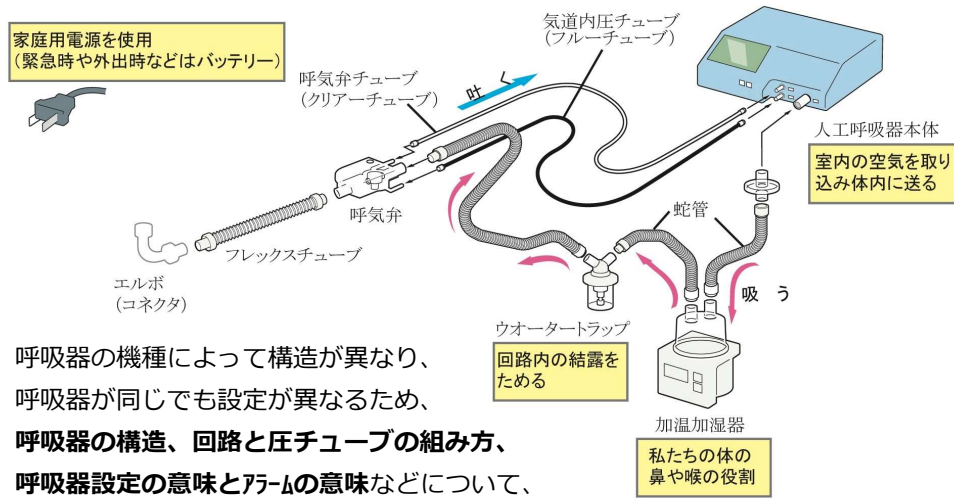 家庭用電源を使用
(緊急時や外出時などはバッテリー)
気道内圧チューブ
(フルーチューブ)
呼気弁チューブ
(クリアーチューブ)
吐く
人工呼吸器本体
室内の空気を取り
込み体内に送る
呼気弁
蛇管
フレックスチューブ
エルボ
(コネクタ)
吸う
ウオータートラップ
回路内の結露を
ためる
加温加湿器
私たちの体の
鼻や喉の役割
呼吸器の機種によって構造が異なり、
呼吸器が同じでも設定が異なるため、
呼吸器の構造、回路と圧チューブの組み方、
呼吸器設定の意味とアラームの意味などについて、